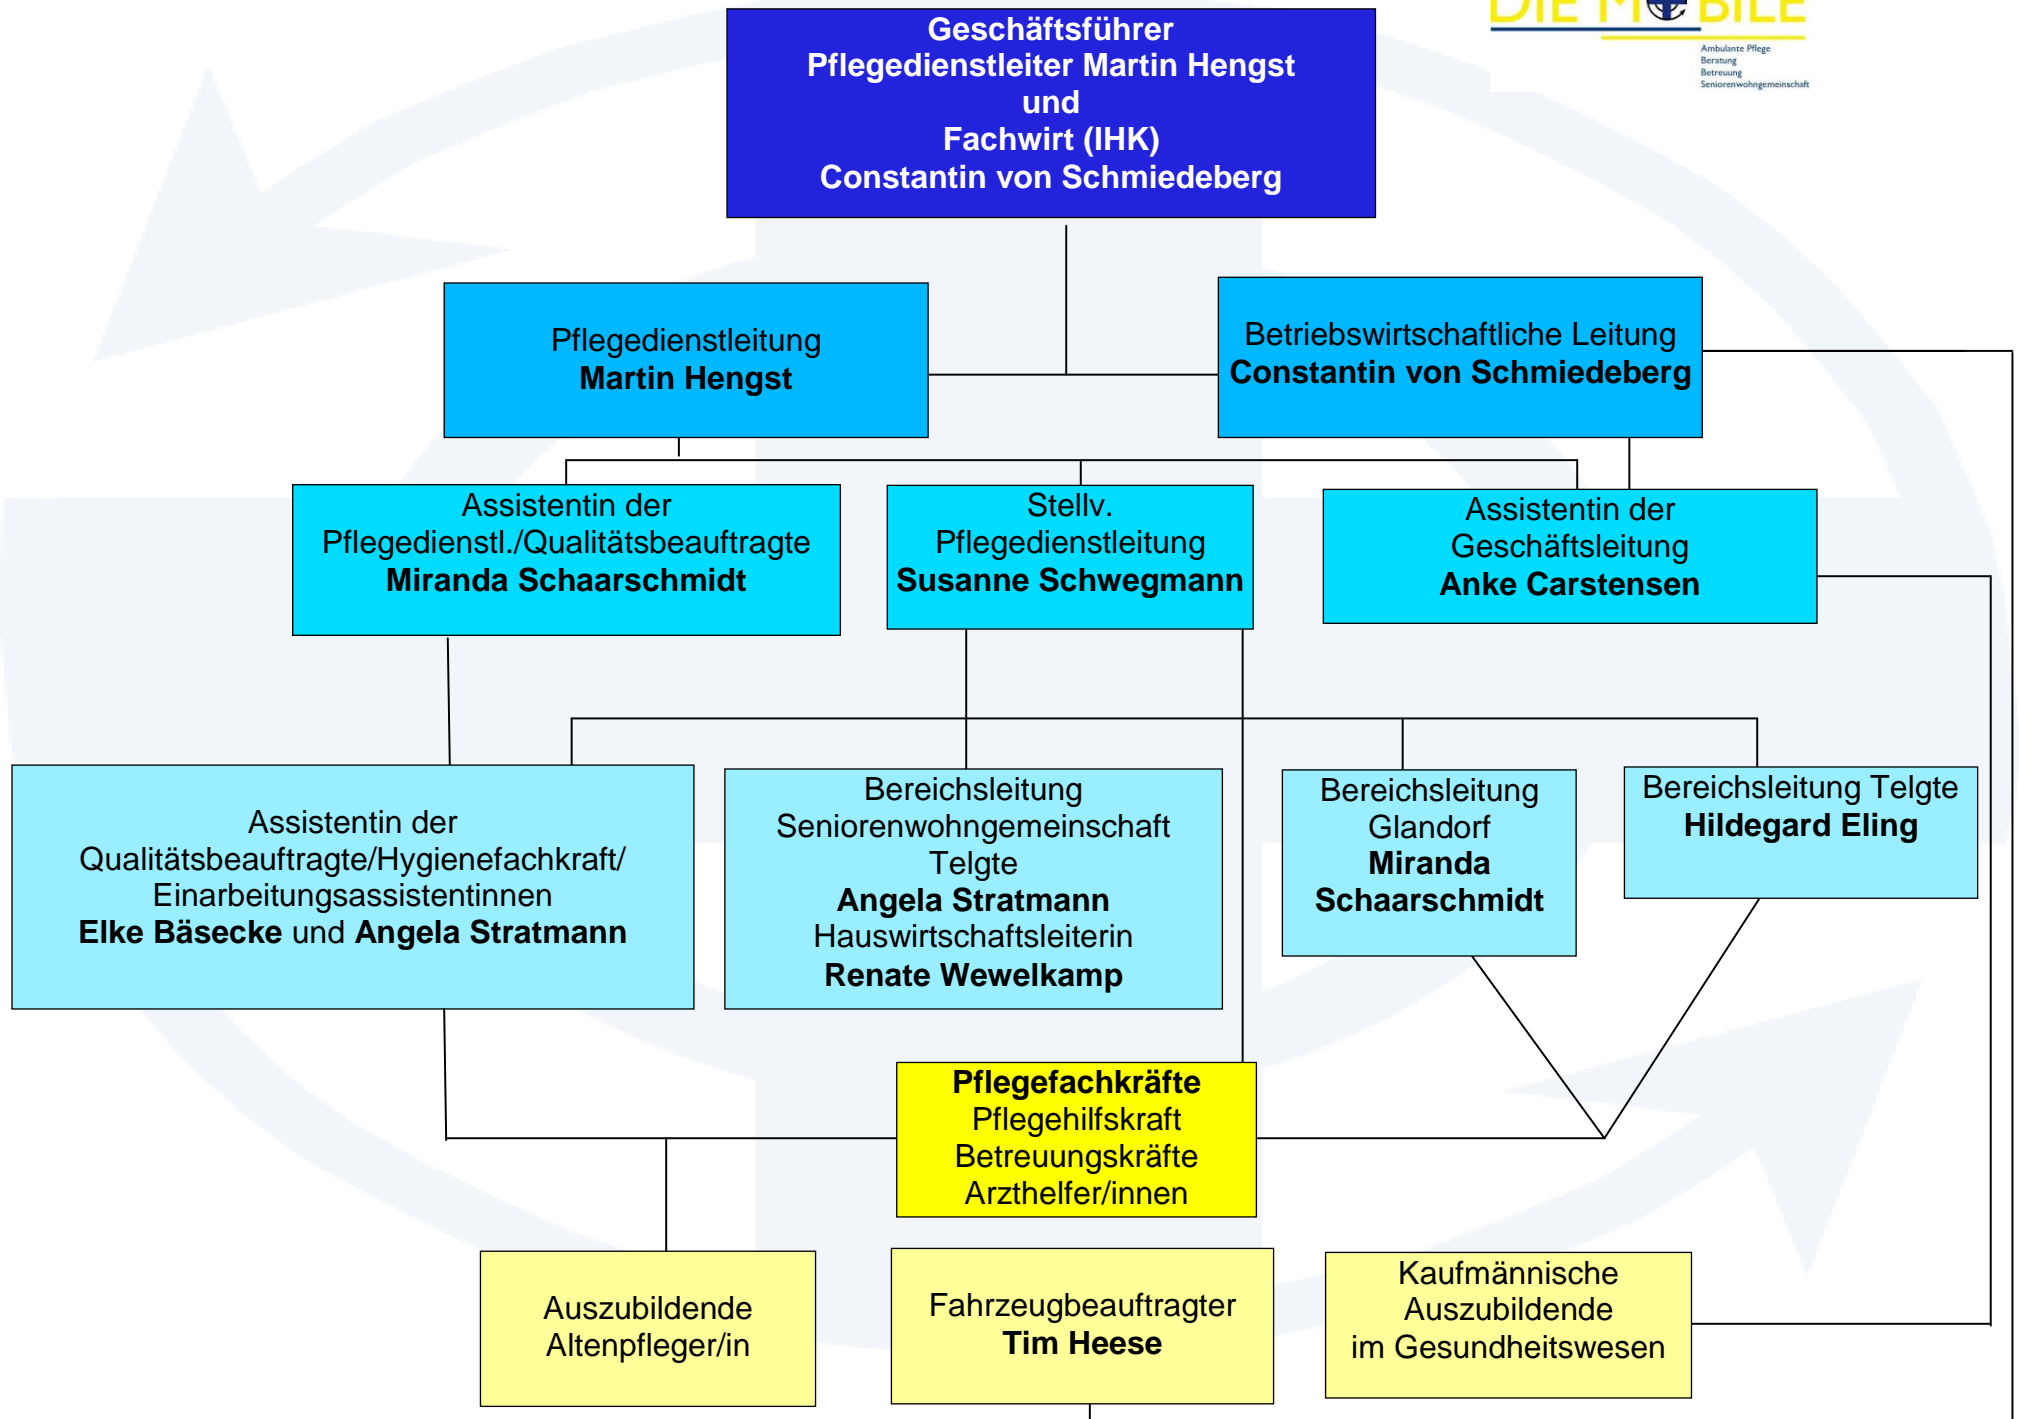 DIE MOBILE
Ambulante Pflege
Beratung
Betreuung
Seniorenwohngemeinschaft
Geschäftsführer
Pflegedienstleiter Martin Hengst
und
Fachwirt (IHK)
Constantin von Schmiedeberg
Pflegedienstleitung
Martin Hengst
Betriebswirtschaftliche Leitung
Constantin von Schmiedeberg
Assistentin der
Pflegedienstl./Qualitätsbeauftragte
Miranda Schaarschmidt
Stellv.
Pflegedienstleitung
Susanne Schwegmann
Assistentin der
Geschäftsleitung
Anke Carstensen
Assistentin der
Qualitätsbeauftragte/Hygienefachkraft/
Einarbeitungsassistentinnen
Elke Bäsecke und Angela Stratmann
Bereichsleitung
Seniorenwohngemeinschaft
Telgte
Angela Stratmann
Hauswirtschaftsleiterin
Renate Wewelkamp
Bereichsleitung
Glandorf
Miranda
Schaarschmidt
Bereichsleitung Telgte
Hildegard Eling
Pflegefachkräfte
Pflegehilfskraft
Betreuungskräfte
Arzthelfer/innen
Auszubildende
Altenpfleger/in
Fahrzeugbeauftragter
Tim Heese
Kaufmännische
Auszubildende
im Gesundheitswesen